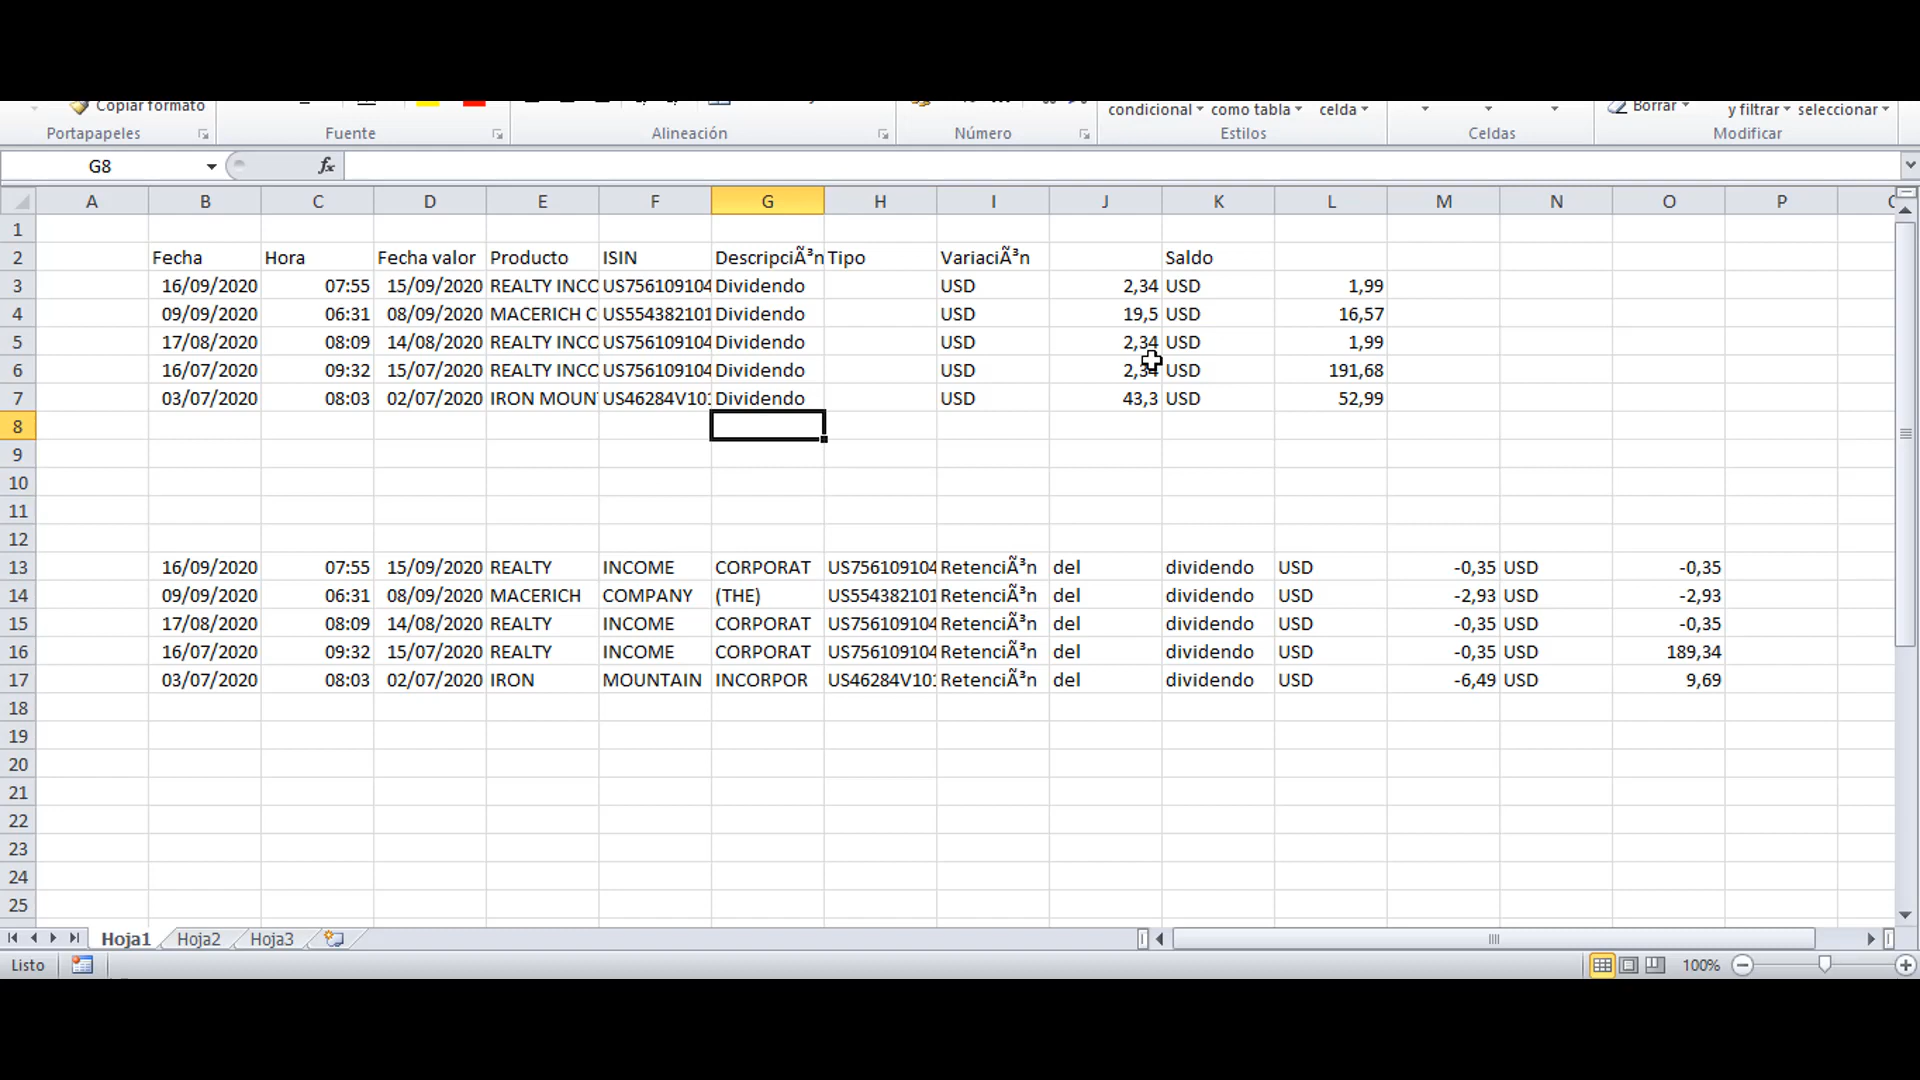 Copiar formato condicional como tabla celda Borrar y filtrar seleccionar
Portapapeles Fuente Alineación Número Estilos Celdas Modificar
G8 fx
A B C D E F G H I J K L M N O P
1
2 Fecha Hora Fecha valor Producto ISIN DescripciÃ³n Tipo VariaciÃ³n Saldo
3 16/09/2020 07:55 15/09/2020 REALTY INCO US756109104 Dividendo USD 2,34 USD 1,99
4 09/09/2020 06:31 08/09/2020 MACERICH C US554382101 Dividendo USD 19,5 USD 16,57
5 17/08/2020 08:09 14/08/2020 REALTY INCO US756109104 Dividendo USD 2,34 USD 1,99
6 16/07/2020 09:32 15/07/2020 REALTY INCO US756109104 Dividendo USD 2,34 USD 191,68
7 03/07/2020 08:03 02/07/2020 IRON MOUN US46284V101 Dividendo USD 43,3 USD 52,99
8
9
10
11
12
13 16/09/2020 07:55 15/09/2020 REALTY INCOME CORPORAT US756109104 RetenciÃ³n del dividendo USD -0,35 USD -0,35
14 09/09/2020 06:31 08/09/2020 MACERICH COMPANY (THE) US554382101 RetenciÃ³n del dividendo USD -2,93 USD -2,93
15 17/08/2020 08:09 14/08/2020 REALTY INCOME CORPORAT US756109104 RetenciÃ³n del dividendo USD -0,35 USD -0,35
16 16/07/2020 09:32 15/07/2020 REALTY INCOME CORPORAT US756109104 RetenciÃ³n del dividendo USD -0,35 USD 189,34
17 03/07/2020 08:03 02/07/2020 IRON MOUNTAIN INCORPOR US46284V101 RetenciÃ³n del dividendo USD -6,49 USD 9,69
18
19
20
21
22
23
24
25
Hoja1 Hoja2 Hoja3
Listo 100%